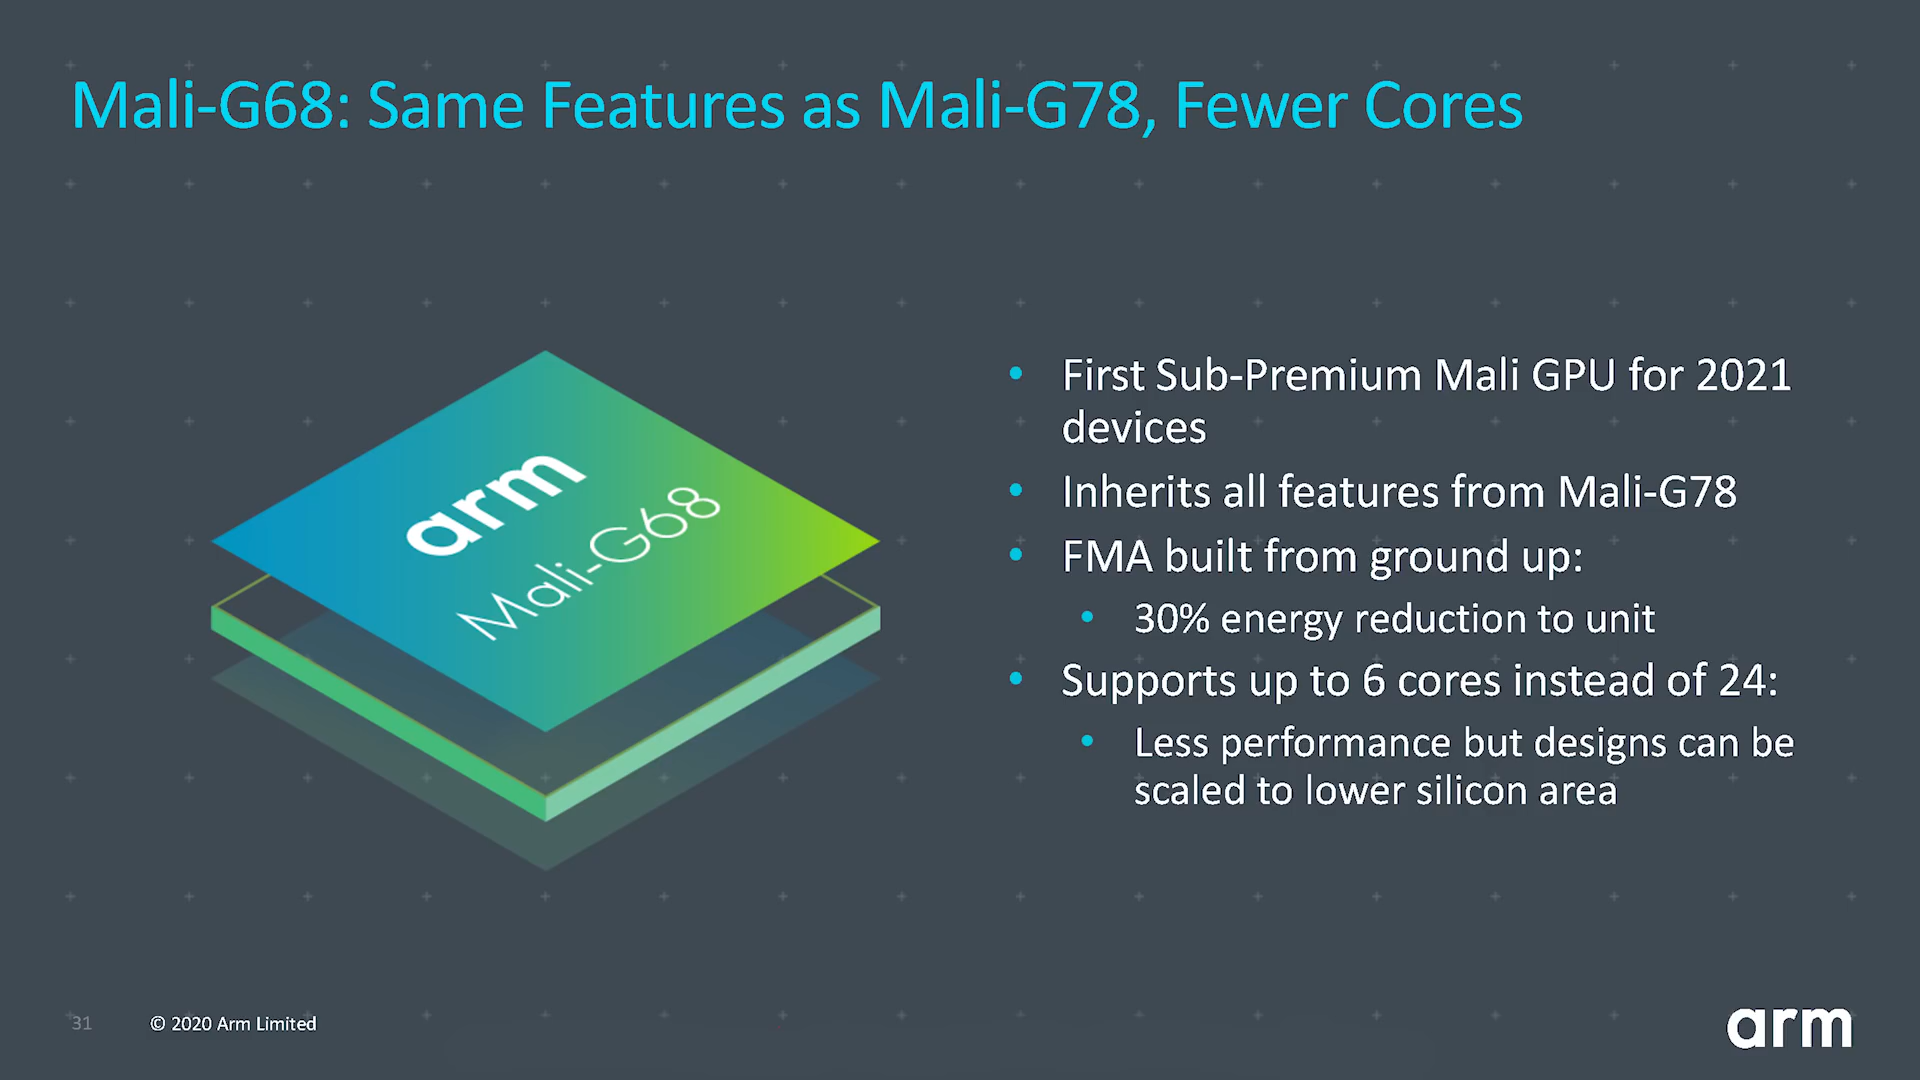 Mali-G68: Same Features as Mali-G78, Fewer Cores
arm
Mali-G68
• First Sub-Premium Mali GPU for 2021
devices
• Inherits all features from Mali-G78
• FMA built from ground up:
• 30% energy reduction to unit
• Supports up to 6 cores instead of 24:
• Less performance but designs can be
scaled to lower silicon area
31 © 2020 Arm Limited
arm